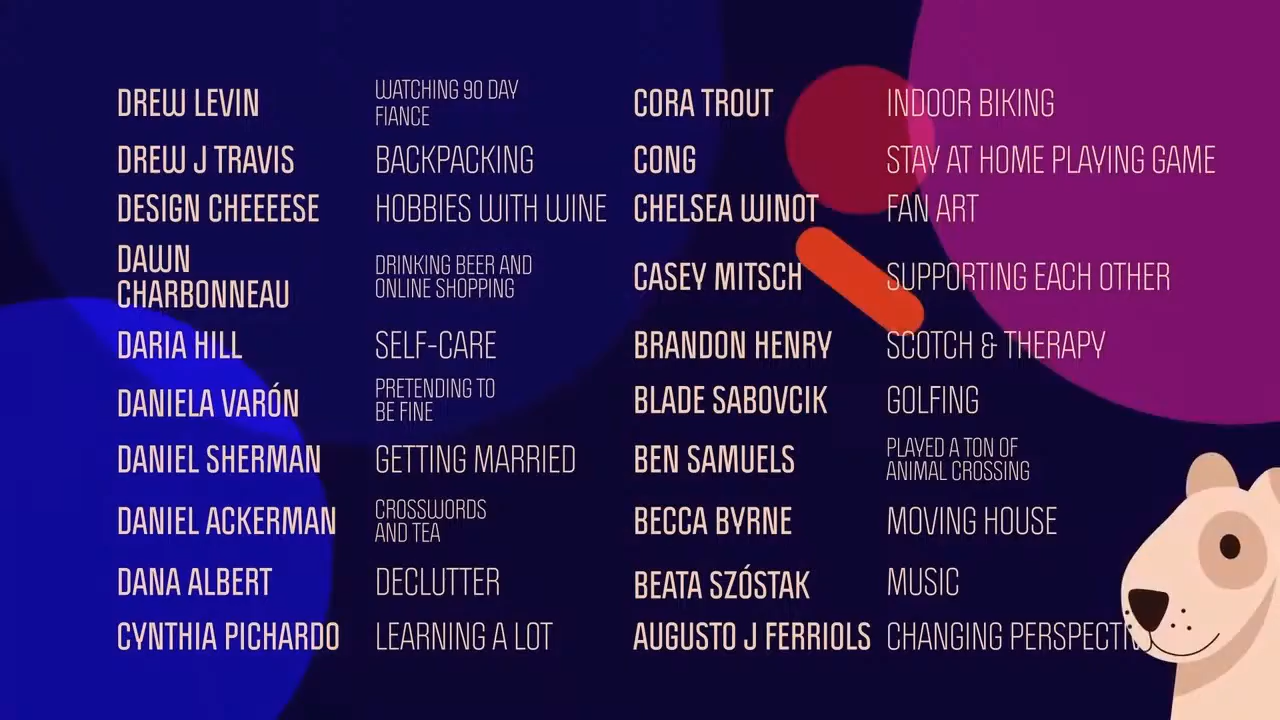 DREW LEVIN
WATCHING 90 DAY
FIANCE
DREW J TRAVIS
BACKPACKING
DESIGN CHEEEESE
HOBBIES WITH WINE
DAWN
CHARBONNEAU
DRINKING BEER AND
ONLINE SHOPPING
DARIA HILL
SELF-CARE
DANIELA VARÓN
PRETENDING TO
BE FINE
DANIEL SHERMAN
GETTING MARRIED
DANIEL ACKERMAN
CROSSWORDS
AND TEA
DANA ALBERT
DECLUTTER
CYNTHIA PICHARDO
LEARNING A LOT
CORA TROUT
INDOOR BIKING
CONG
STAY AT HOME PLAYING GAME
CHELSEA WINOT
FAN ART
CASEY MITSCH
SUPPORTING EACH OTHER
BRANDON HENRY
SCOTCH & THERAPY
BLADE SABOVCIK
GOLFING
BEN SAMUELS
PLAYED A TON OF
ANIMAL CROSSING
BECCA BYRNE
MOVING HOUSE
BEATA SZÓSTAK
MUSIC
AUGUSTO J FERRIOLS
CHANGING